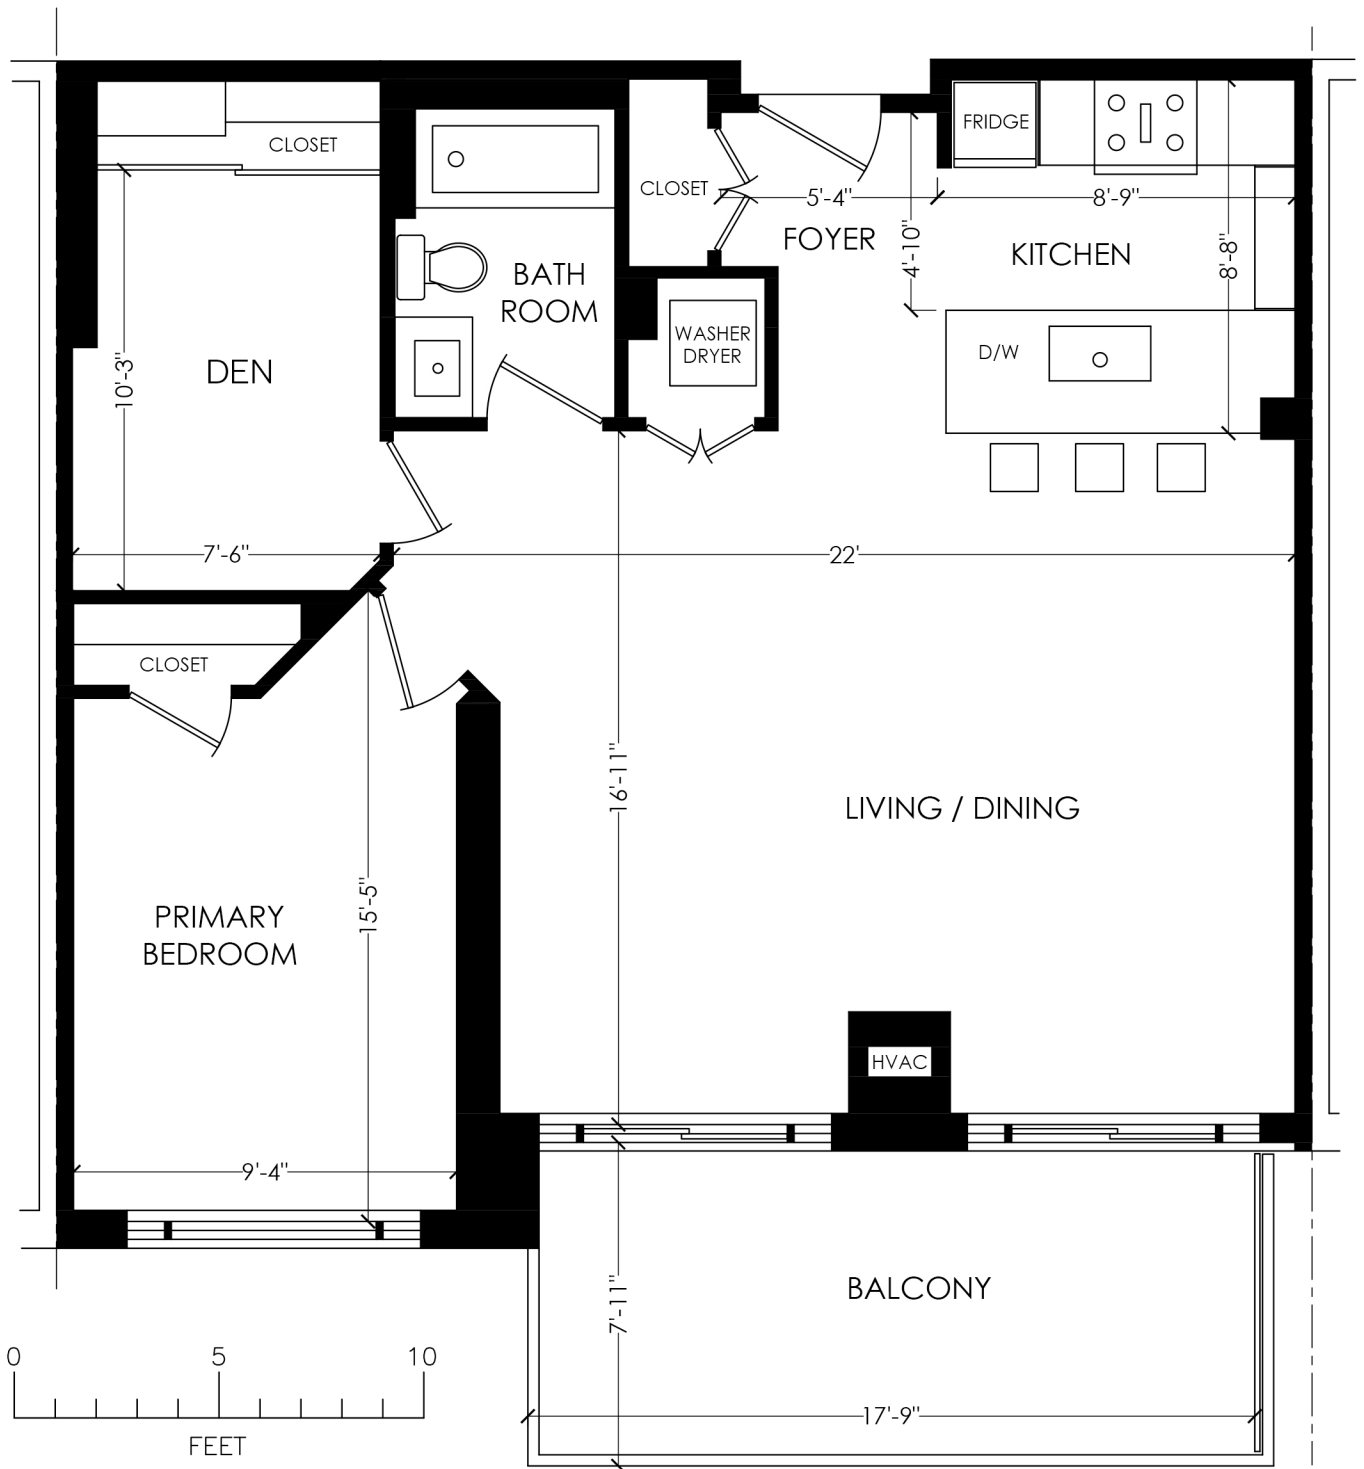 CLOSET
FRIDGE
CLOSET
5'-4"
8'-9"
FOYER
4'-10"
KITCHEN
8'-8"
BATH
ROOM
WASHER
DRYER
D/W
DEN
10'-3"
7'-6"
22'
CLOSET
16'-11"
LIVING / DINING
15'-5"
PRIMARY
BEDROOM
HVAC
9'-4"
BALCONY
7'-11"
17'-9"
0 5 10
FEET